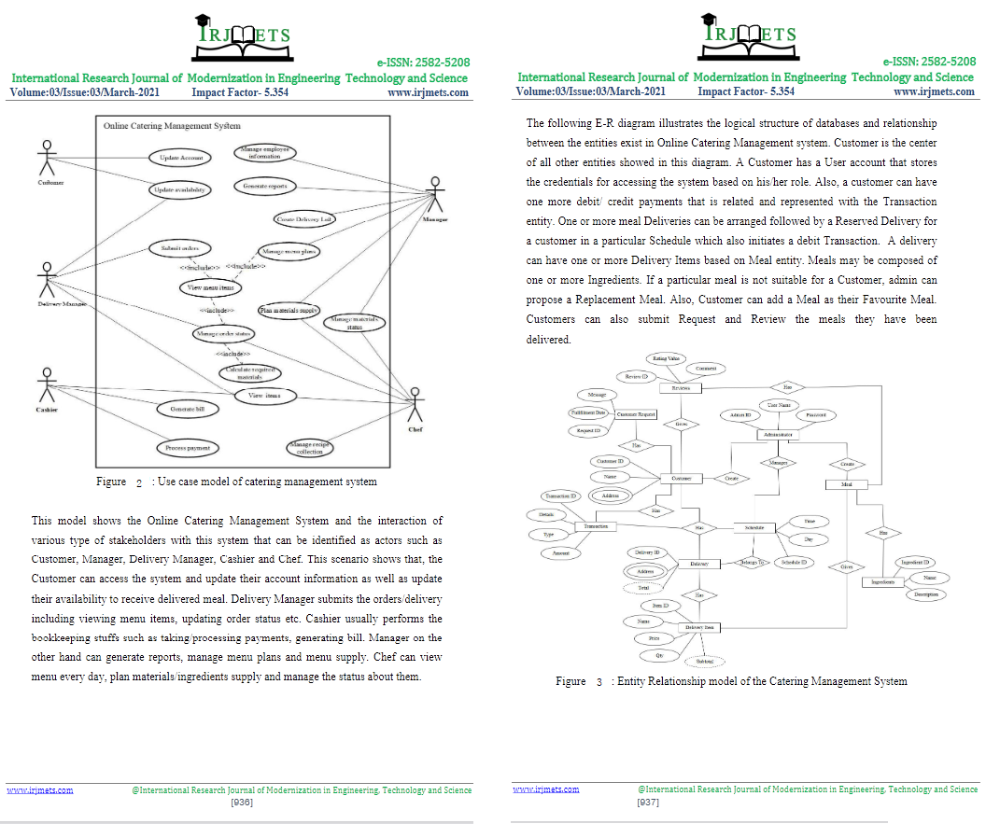 IRJMETS
e-ISSN: 2582-5208
International Research Journal of Modernization in Engineering Technology and Science
Volume:03/Issue:03/March-2021 Impact Factor- 5.354 www.irjmets.com
Online Catering Management System
Customer
Update Account
Manage employee
information
Update availability
Generate reports
Manager
Create Delivery List
Submit orders
Manage menu plans
<<include>> <<include>>
View menu items
Delivery Manager
<<include>>
Plan materials supply
Manage materials
status
Manage order status
<<include>>
Calculate required
materials
View items
Cashier
Generate bill
Chef
Process payment
Manage recipe
collection
Figure 2 : Use case model of catering management system
This model shows the Online Catering Management System and the interaction of
various type of stakeholders with this system that can be identified as actors such as
Customer, Manager, Delivery Manager, Cashier and Chef. This scenario shows that, the
Customer can access the system and update their account information as well as update
their availability to receive delivered meal. Delivery Manager submits the orders/delivery
including viewing menu items, updating order status etc. Cashier usually performs the
bookkeeping stuffs such as taking/processing payments, generating bill. Manager on the
other hand can generate reports, manage menu plans and menu supply. Chef can view
menu every day, plan materials/ingredients supply and manage the status about them.
www.irjmets.com @International Research Journal of Modernization in Engineering, Technology and Science
[936]
IRJMETS
e-ISSN: 2582-5208
International Research Journal of Modernization in Engineering Technology and Science
Volume:03/Issue:03/March-2021 Impact Factor- 5.354 www.irjmets.com
The following E-R diagram illustrates the logical structure of databases and relationship
between the entities exist in Online Catering Management system. Customer is the center
of all other entities showed in this diagram. A Customer has a User account that stores
the credentials for accessing the system based on his/her role. Also, a customer can have
one more debit/ credit payments that is related and represented with the Transaction
entity. One or more meal Deliveries can be arranged followed by a Reserved Delivery for
a customer in a particular Schedule which also initiates a debit Transaction. A delivery
can have one or more Delivery Items based on Meal entity. Meals may be composed of
one or more Ingredients. If a particular meal is not suitable for a Customer, admin can
propose a Replacement Meal. Also, Customer can add a Meal as their Favourite Meal.
Customers can also submit Request and Review the meals they have been
delivered.
Rating Value
Comment
Review ID
Reviews
Has
Message
Fulfillment Date
Customer Request
Request ID
Gives
User Name
Admin ID
Password
Administrator
Has
Customer ID
Name
Address
Customer
Create
Manages
Create
Meal
Transaction ID
Details
Type
Amount
Transaction
Has
Has
Schedule
Time
Day
Schedule ID
Has
Delivery ID
Address
Total
Delivery
Belongs To
Gives
Ingredients
Ingredient ID
Name
Description
Has
Item ID
Name
Price
Qty
Delivery Item
Subtotal
Figure 3 : Entity Relationship model of the Catering Management System
www.irjmets.com @International Research Journal of Modernization in Engineering, Technology and Science
[937]